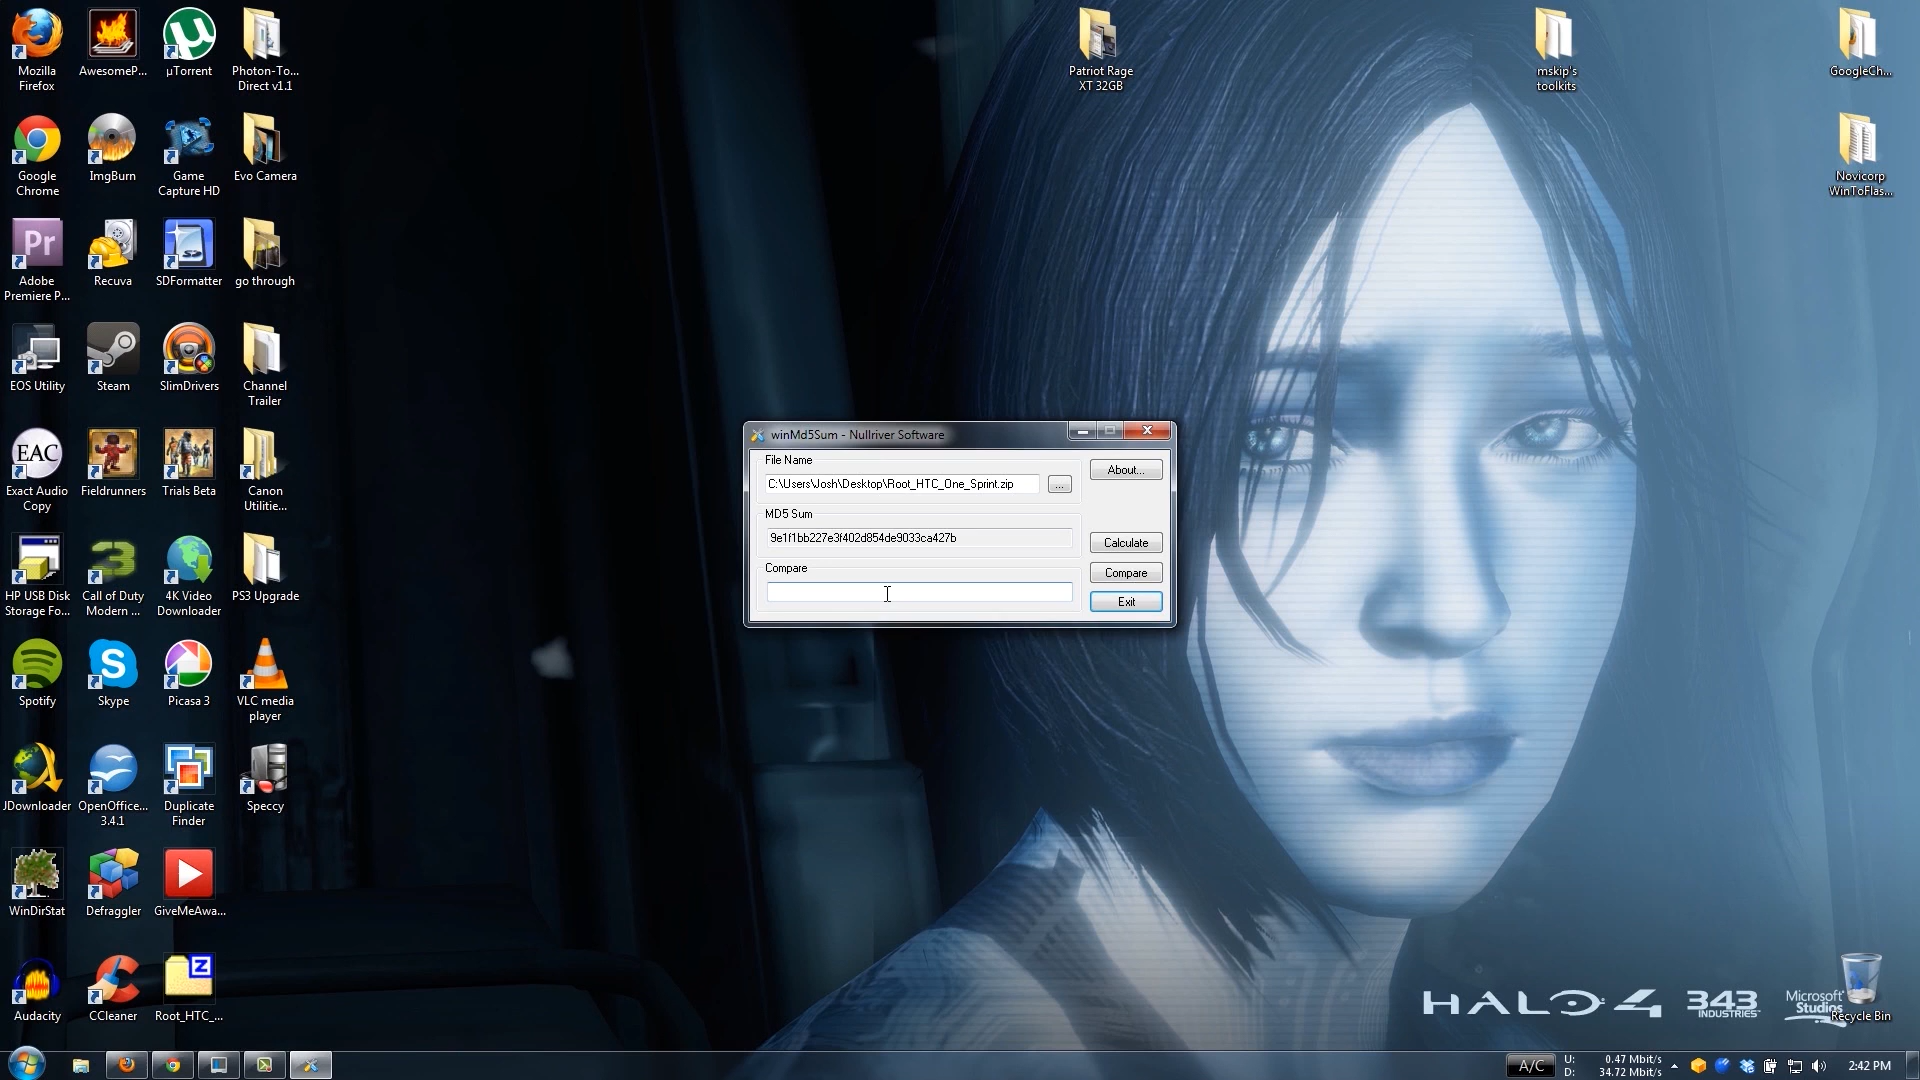 Mozilla
Firefox
AwesomeP...
µTorrent
Photon-To...
Direct v1.1
Patriot Rage
XT 32GB
mskip's
toolkits
GoogleCh...
Google
Chrome
ImgBurn
Game
Capture HD
Evo Camera
Novicorp
WinToFlas...
Pr
Adobe
Premiere P...
Recuva
SDFormatter
go through
EOS Utility
Steam
SlimDrivers
Channel
Trailer
EAC
Exact Audio
Copy
Fieldrunners
Trials Beta
Canon
Utilitie...
HP USB Disk
Storage Fo...
3
Call of Duty
Modern ...
4K Video
Downloader
PS3 Upgrade
Spotify
Skype
Picasa 3
VLC media
player
JDownloader
OpenOffice...
3.4.1
Duplicate
Finder
Speccy
WinDirStat
Defraggler
GiveMeAwa...
Audacity
CCleaner
Z
Root_HTC_...
winMd5Sum - Nullriver Software
File Name
C:\Users\Josh\Desktop\Root_HTC_One_Sprint.zip
...
About...
MD5 Sum
9e1f1bb227e3f402d854de9033ca427b
Calculate
Compare
Compare
Exit
HALO 4
343
INDUSTRIES
Microsoft
Studios
Recycle Bin
A/C
U: 0.47 Mbit/s
D: 34.72 Mbit/s
2:42 PM